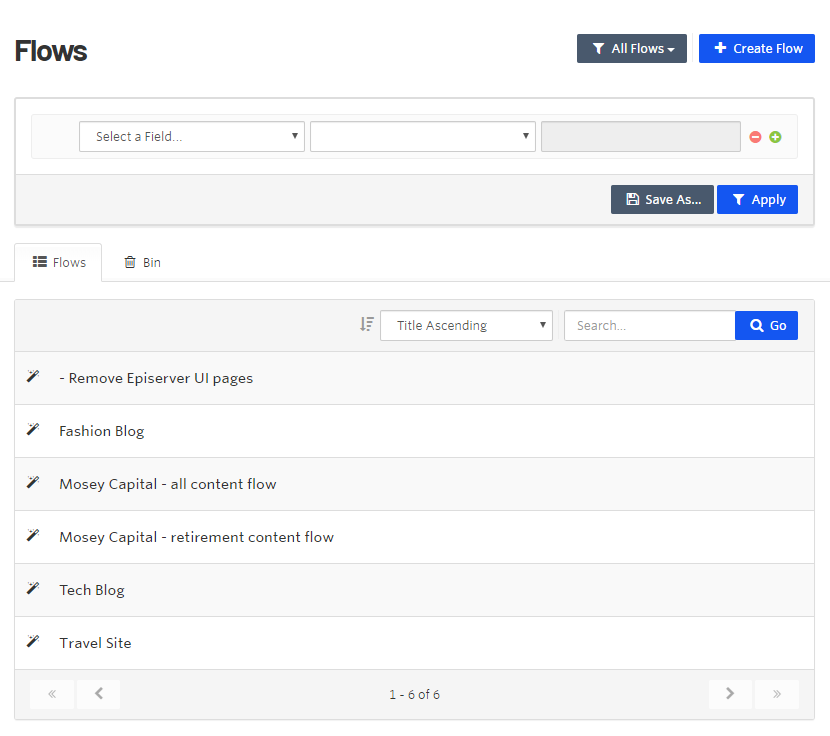 Flows
All Flows
Create Flow
Select a Field...
Save As...
Apply
Flows
Bin
Title Ascending
Search...
Go
- Remove Episerver UI pages
Fashion Blog
Mosey Capital - all content flow
Mosey Capital - retirement content flow
Tech Blog
Travel Site
« 1 - 6 of 6 »